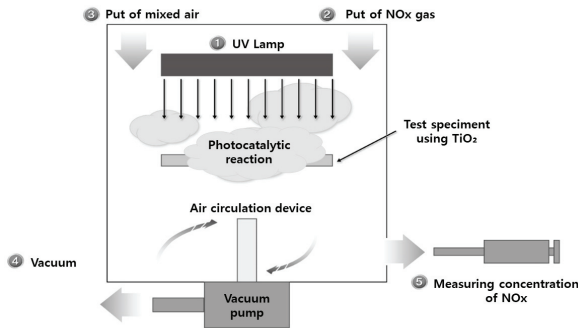 3 Put of mixed air
2 Put of NOx gas
1 UV Lamp
Photocatalytic
reaction
Test speciment
using TiO₂
Air circulation device
4 Vacuum
Vacuum
pump
5 Measuring concentration
of NOx